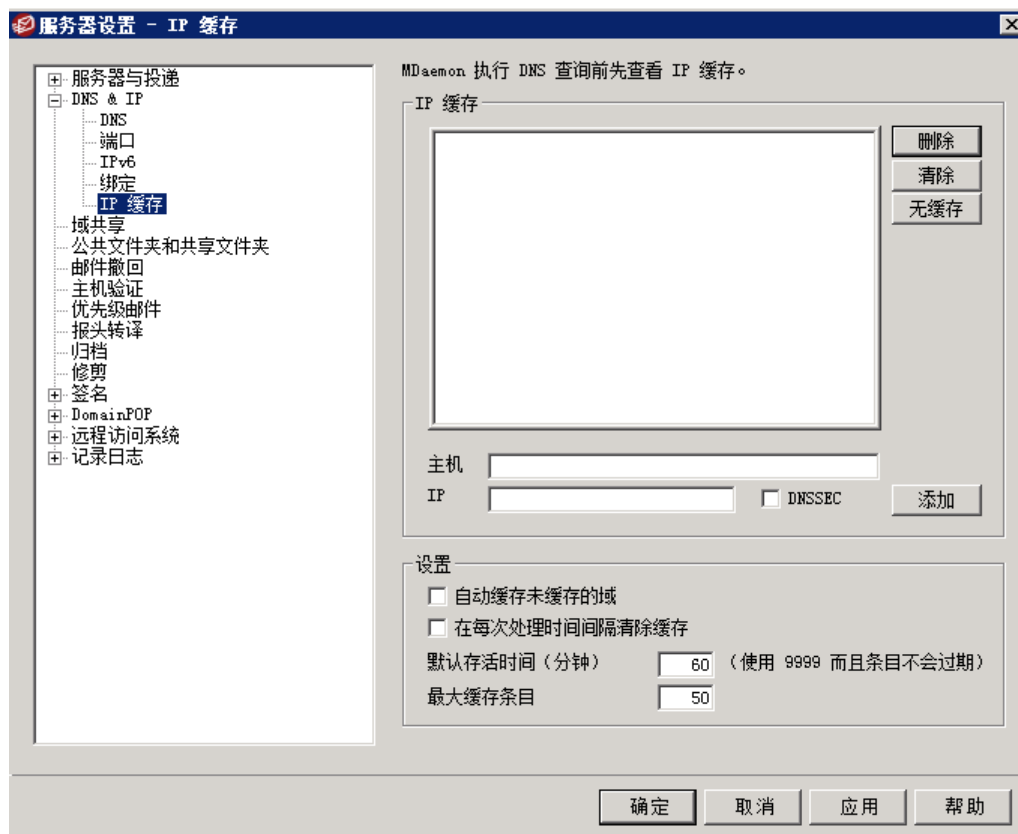 服务器设置 - IP 缓存
服务器与投递
DNS & IP
DNS
端口
IPv6
绑定
IP 缓存
域共享
公共文件夹和共享文件夹
邮件撤回
主机验证
优先级邮件
报头转译
归档
修剪
签名
DomainPOP
远程访问系统
记录日志
MDaemon 执行 DNS 查询前先查看 IP 缓存。
IP 缓存
删除
清除
无缓存
主机
IP
DNSSEC
添加
设置
自动缓存未缓存的域
在每次处理时间间隔清除缓存
默认存活时间（分钟） 60 （使用 9999 而且条目不会过期）
最大缓存条目 50
确定 取消 应用 帮助